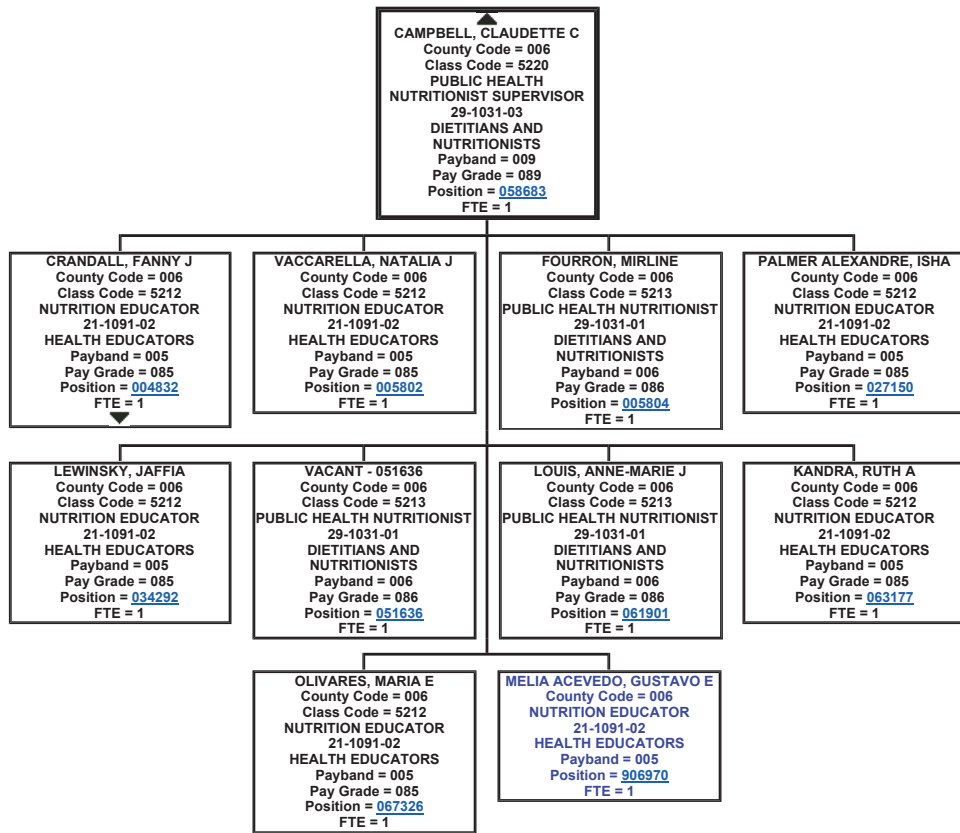 CAMPBELL, CLAUDETTE C
County Code = 006
Class Code = 5220
PUBLIC HEALTH
NUTRITIONIST SUPERVISOR
29-1031-03
DIETITIANS AND
NUTRITIONISTS
Payband = 009
Pay Grade = 089
Position = 058683
FTE = 1
CRANDALL, FANNY J
County Code = 006
Class Code = 5212
NUTRITION EDUCATOR
21-1091-02
HEALTH EDUCATORS
Payband = 005
Pay Grade = 085
Position = 004832
FTE = 1
VACCARELLA, NATALIA J
County Code = 006
Class Code = 5212
NUTRITION EDUCATOR
21-1091-02
HEALTH EDUCATORS
Payband = 005
Pay Grade = 085
Position = 005802
FTE = 1
FOURRON, MIRLINE
County Code = 006
Class Code = 5213
PUBLIC HEALTH NUTRITIONIST
29-1031-01
DIETITIANS AND
NUTRITIONISTS
Payband = 006
Pay Grade = 086
Position = 005804
FTE = 1
PALMER ALEXANDRE, ISHA
County Code = 006
Class Code = 5212
NUTRITION EDUCATOR
21-1091-02
HEALTH EDUCATORS
Payband = 005
Pay Grade = 085
Position = 027150
FTE = 1
LEWINSKY, JAFFIA
County Code = 006
Class Code = 5212
NUTRITION EDUCATOR
21-1091-02
HEALTH EDUCATORS
Payband = 005
Pay Grade = 085
Position = 034292
FTE = 1
VACANT - 051636
County Code = 006
Class Code = 5213
PUBLIC HEALTH NUTRITIONIST
29-1031-01
DIETITIANS AND
NUTRITIONISTS
Payband = 006
Pay Grade = 086
Position = 051636
FTE = 1
LOUIS, ANNE-MARIE J
County Code = 006
Class Code = 5213
PUBLIC HEALTH NUTRITIONIST
29-1031-01
DIETITIANS AND
NUTRITIONISTS
Payband = 006
Pay Grade = 086
Position = 061901
FTE = 1
KANDRA, RUTH A
County Code = 006
Class Code = 5212
NUTRITION EDUCATOR
21-1091-02
HEALTH EDUCATORS
Payband = 005
Pay Grade = 085
Position = 063177
FTE = 1
OLIVARES, MARIA E
County Code = 006
Class Code = 5212
NUTRITION EDUCATOR
21-1091-02
HEALTH EDUCATORS
Payband = 005
Pay Grade = 085
Position = 067326
FTE = 1
MELIA ACEVEDO, GUSTAVO E
County Code = 006
NUTRITION EDUCATOR
21-1091-02
HEALTH EDUCATORS
Payband = 005
Position = 906970
FTE = 1